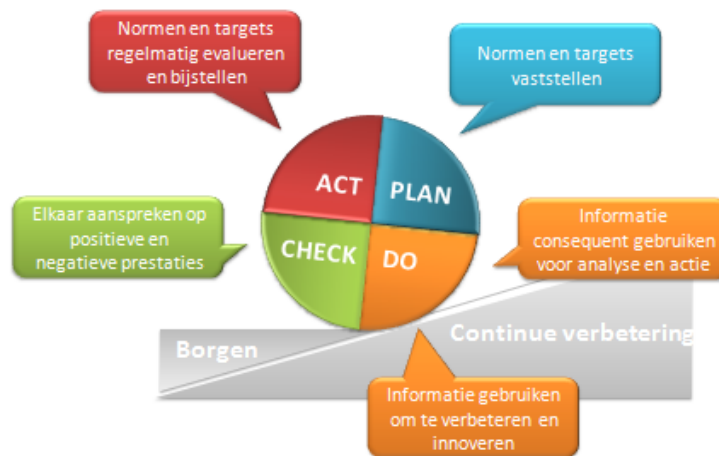 Normen en targets
regelmatig evalueren
en bijstellen
Normen en targets
vaststellen
ACT
PLAN
Elkaar aanspreken op
positieve en
negatieve prestaties
CHECK
DO
Informatie
consequent gebruiken
voor analyse en actie
Borgen
Continue verbetering
Informatie gebruiken
om te verbeteren en
innoveren